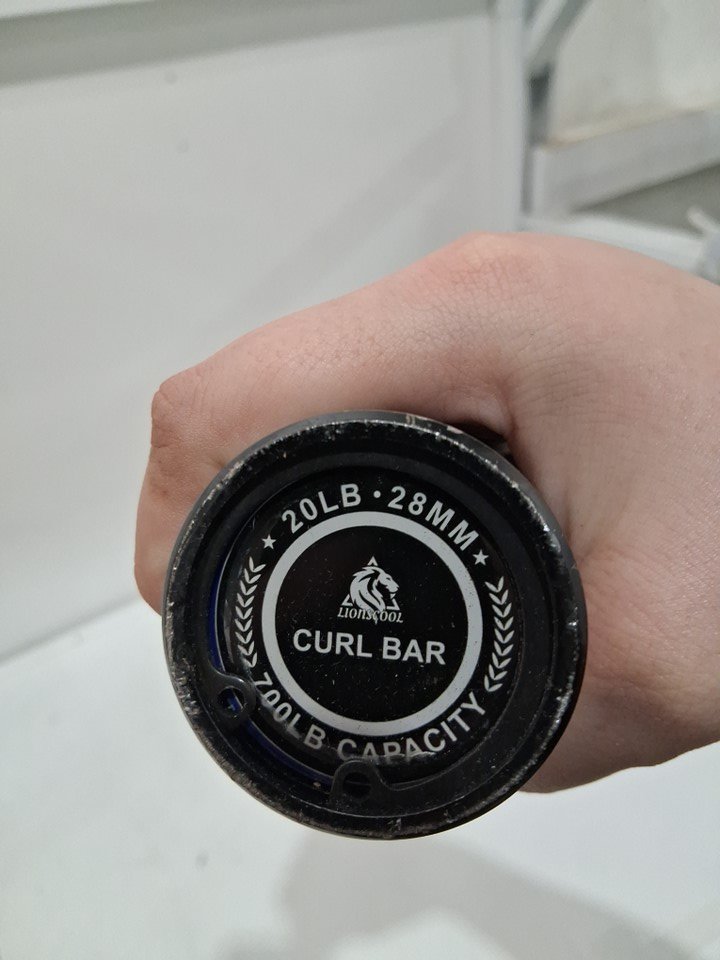 20LB · 28MM
LIONSCOOL
CURL BAR
700LB CAPACITY